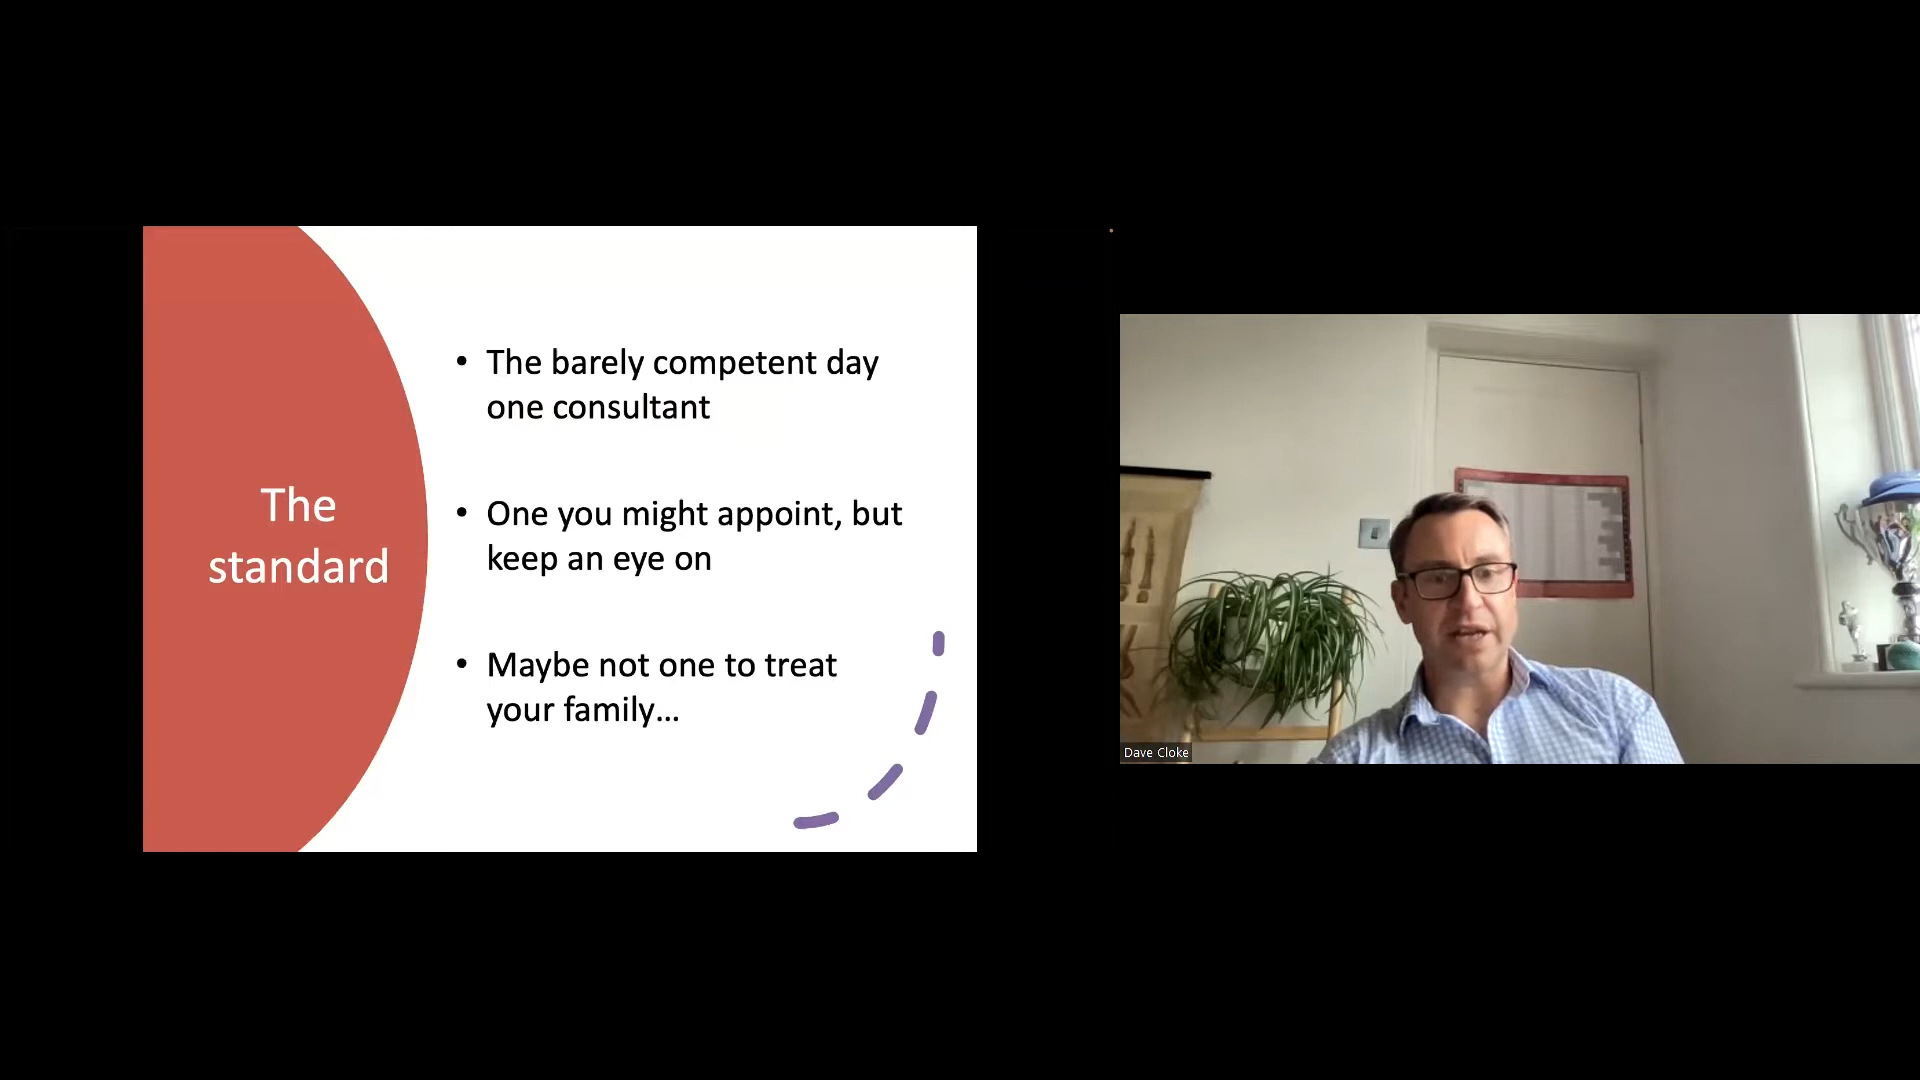 The
standard
• The barely competent day
one consultant
• One you might appoint, but
keep an eye on
• Maybe not one to treat
your family...
Dave Cloke